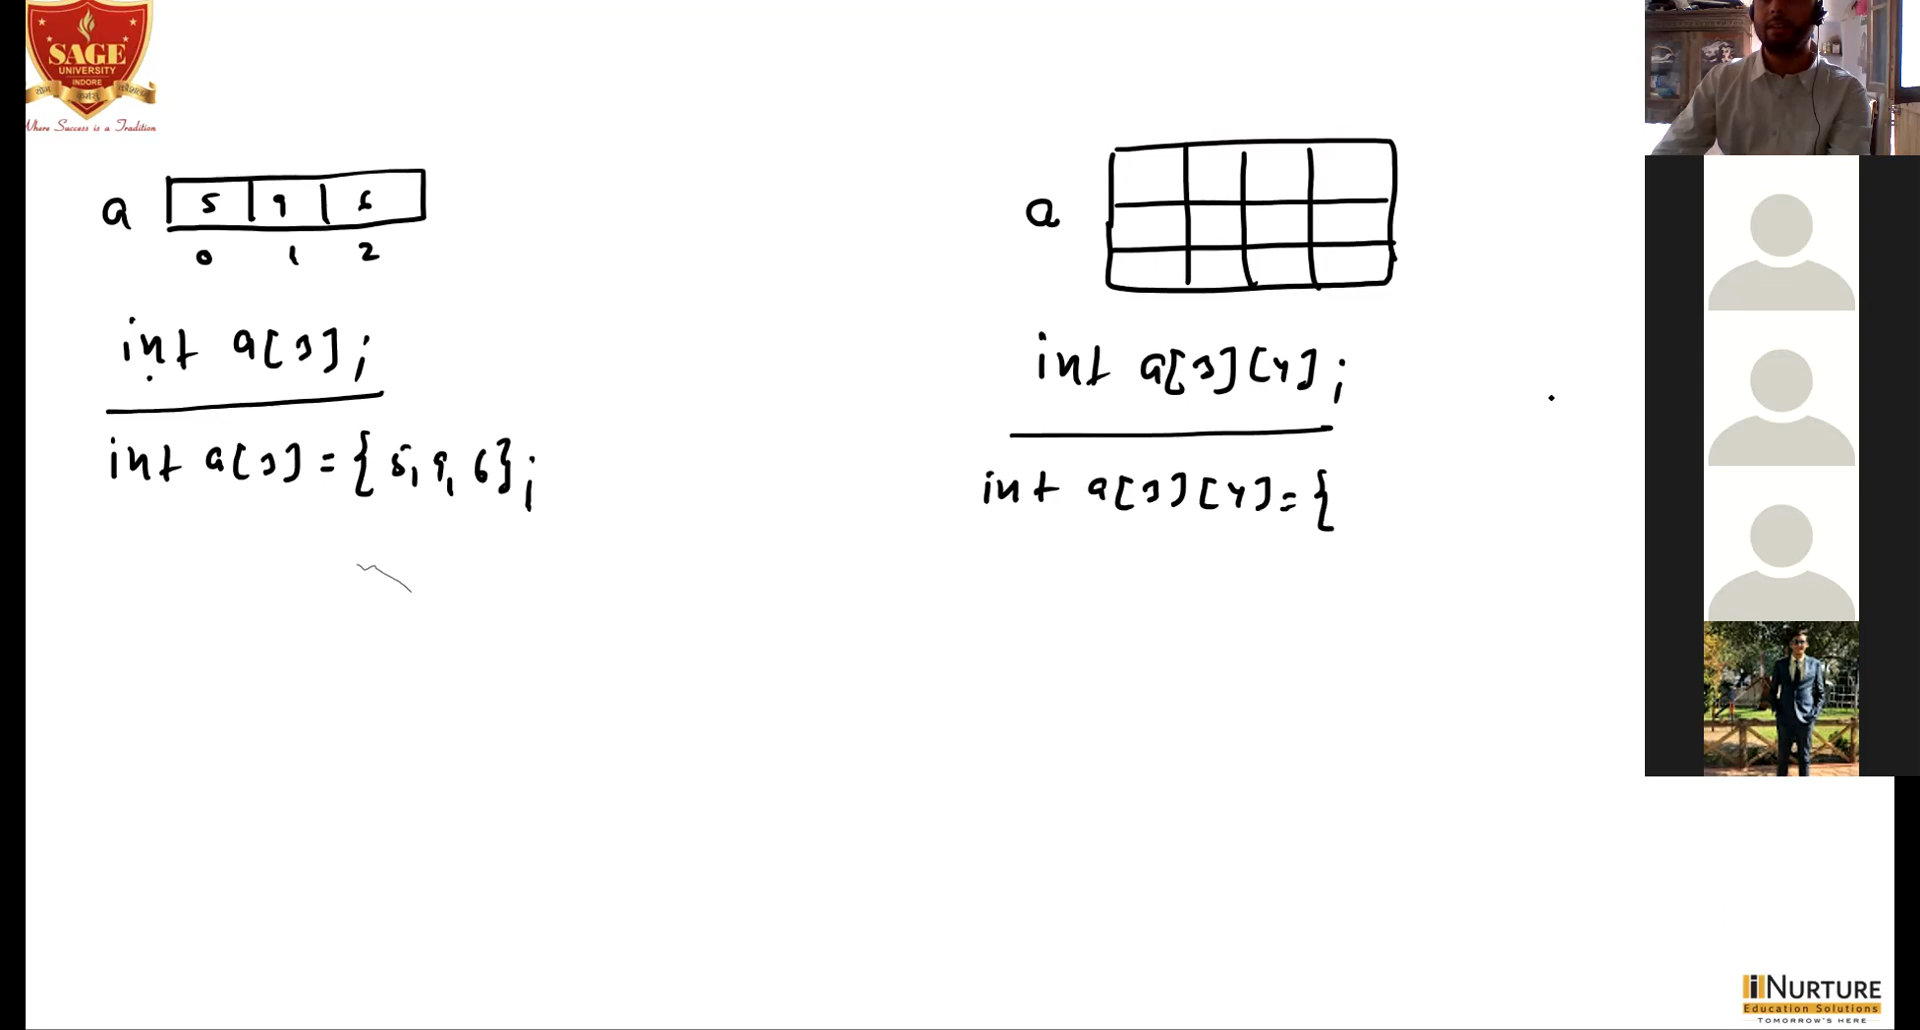 SAGE
UNIVERSITY
INDORE
Where Success is a Tradition
a 5 9 6
0 1 2
int a[3];
int a[3] = {5, 9, 6};
a
int a[3][4];
int a[3][4] = {
iNURTURE
Education Solutions
TOMORROW'S HERE